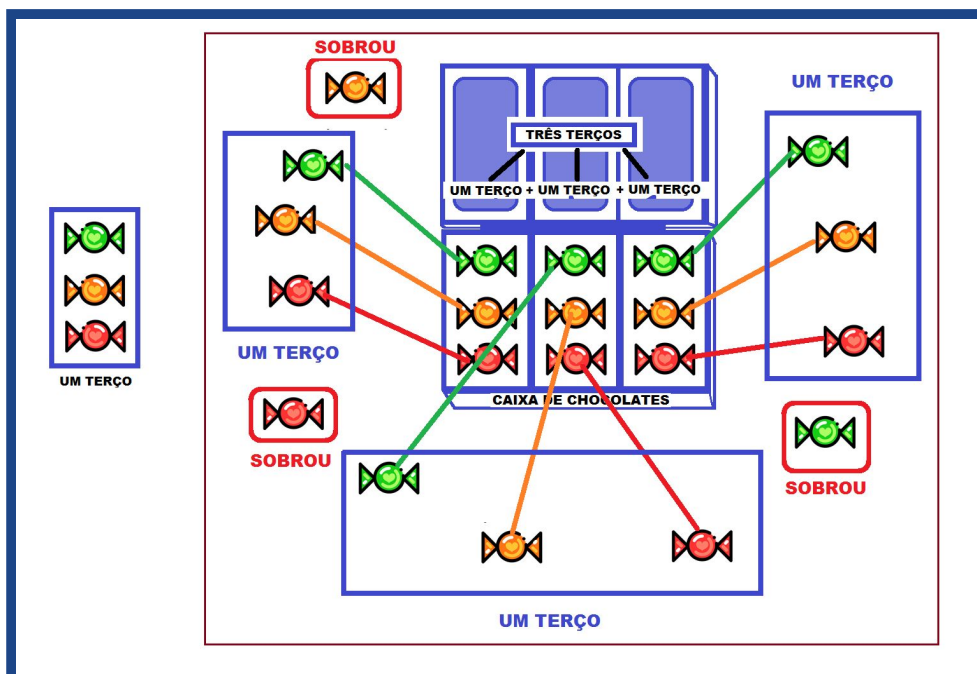 SOBROU
UM TERÇO
TRÊS TERÇOS
UM TERÇO + UM TERÇO + UM TERÇO
UM TERÇO
UM TERÇO
CAIXA DE CHOCOLATES
SOBROU
SOBROU
UM TERÇO